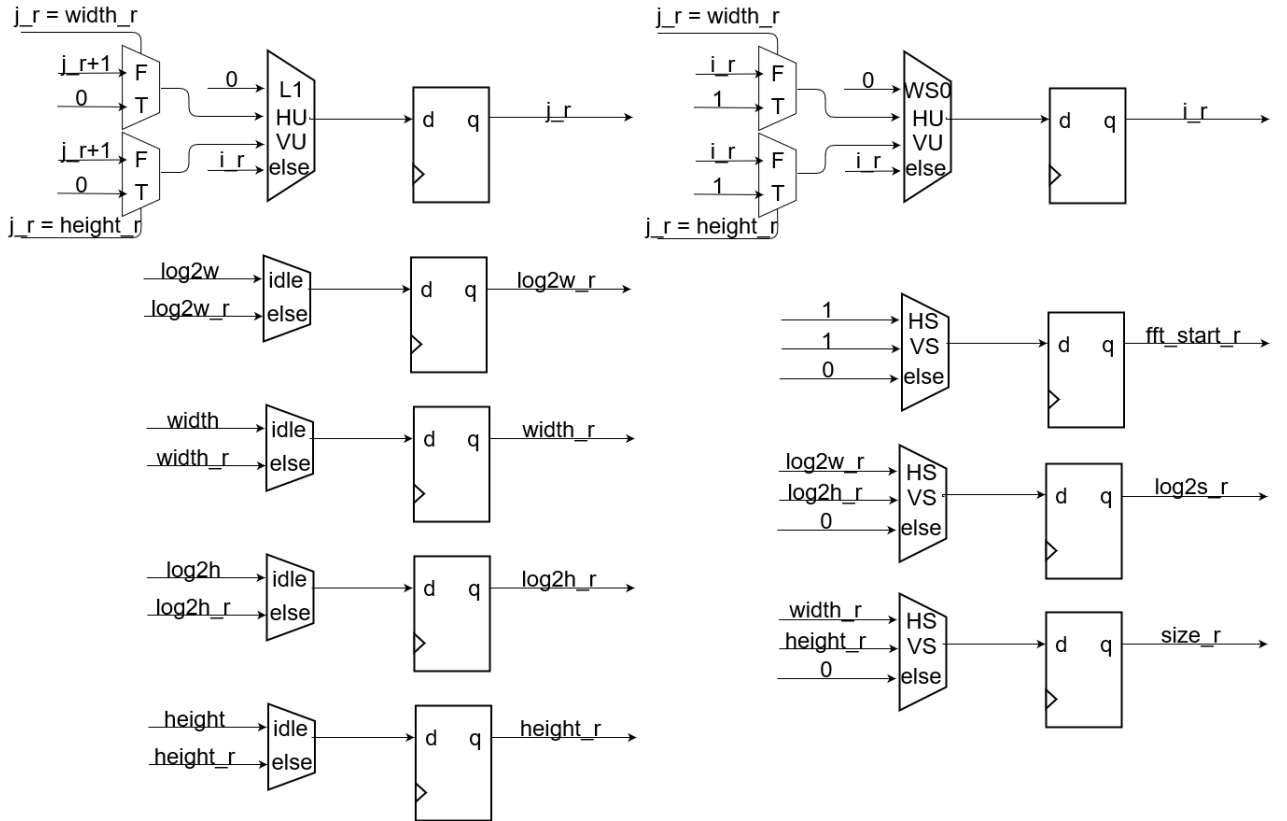 j_r = width_r
j_r+1
F
0
T
j_r+1
F
0
T
j_r = height_r
0
L1
HU
VU
i_r
else
d
q
j_r
j_r = width_r
i_r
F
1
T
i_r
F
1
T
j_r = height_r
0
WS0
HU
VU
i_r
else
d
q
i_r
log2w
idle
log2w_r
else
d
q
log2w_r
width
idle
width_r
else
d
q
width_r
log2h
idle
log2h_r
else
d
q
log2h_r
height
idle
height_r
else
d
q
height_r
1
HS
1
VS
0
else
d
q
fft_start_r
log2w_r
HS
log2h_r
VS
0
else
d
q
log2s_r
width_r
HS
height_r
VS
0
else
d
q
size_r